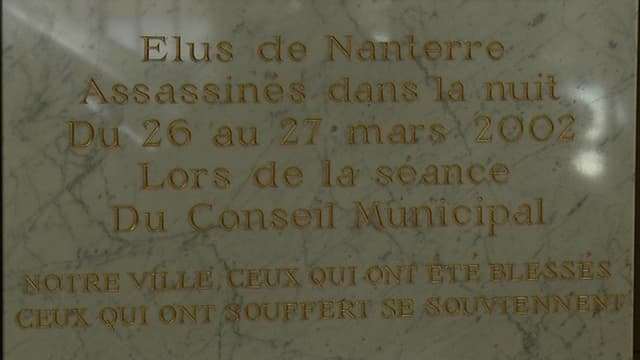 Elus de Nanterre
Assassinés dans la nuit
Du 26 au 27 mars 2002
Lors de la séance
Du Conseil Municipal
NOTRE VILLE, CEUX QUI ONT ÉTÉ BLESSÉS
CEUX QUI ONT SOUFFERT SE SOUVIENNENT